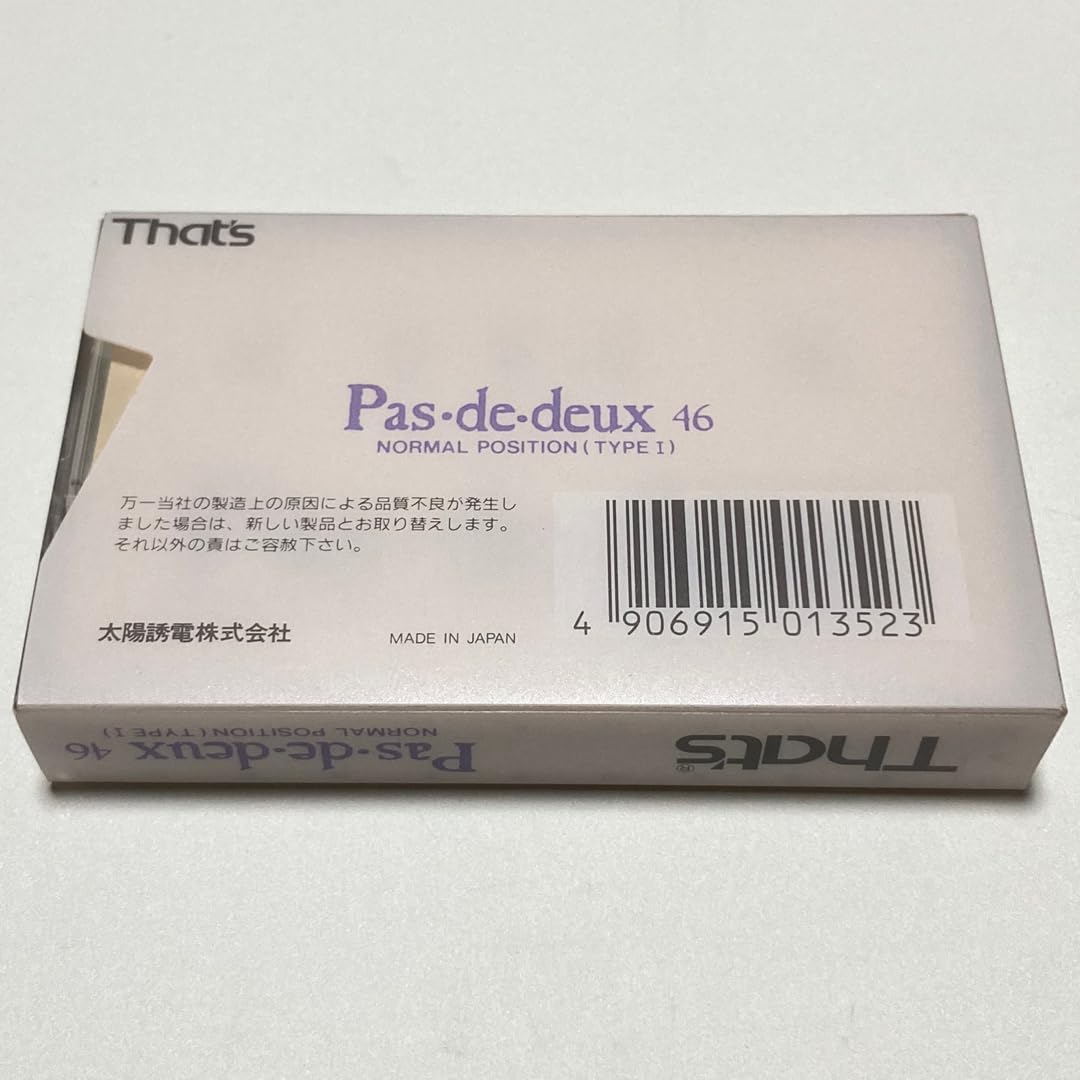 That's
Pas・de・deux 46
NORMAL POSITION (TYPE I)
万一当社の製造上の原因による品質不良が発生し
ました場合は、新しい製品とお取り替えします。
それ以外の責はご容赦下さい。
太陽誘電株式会社
MADE IN JAPAN
4 906915 013523
That's®
Pas・de・deux 46
NORMAL POSITION (TYPE I)